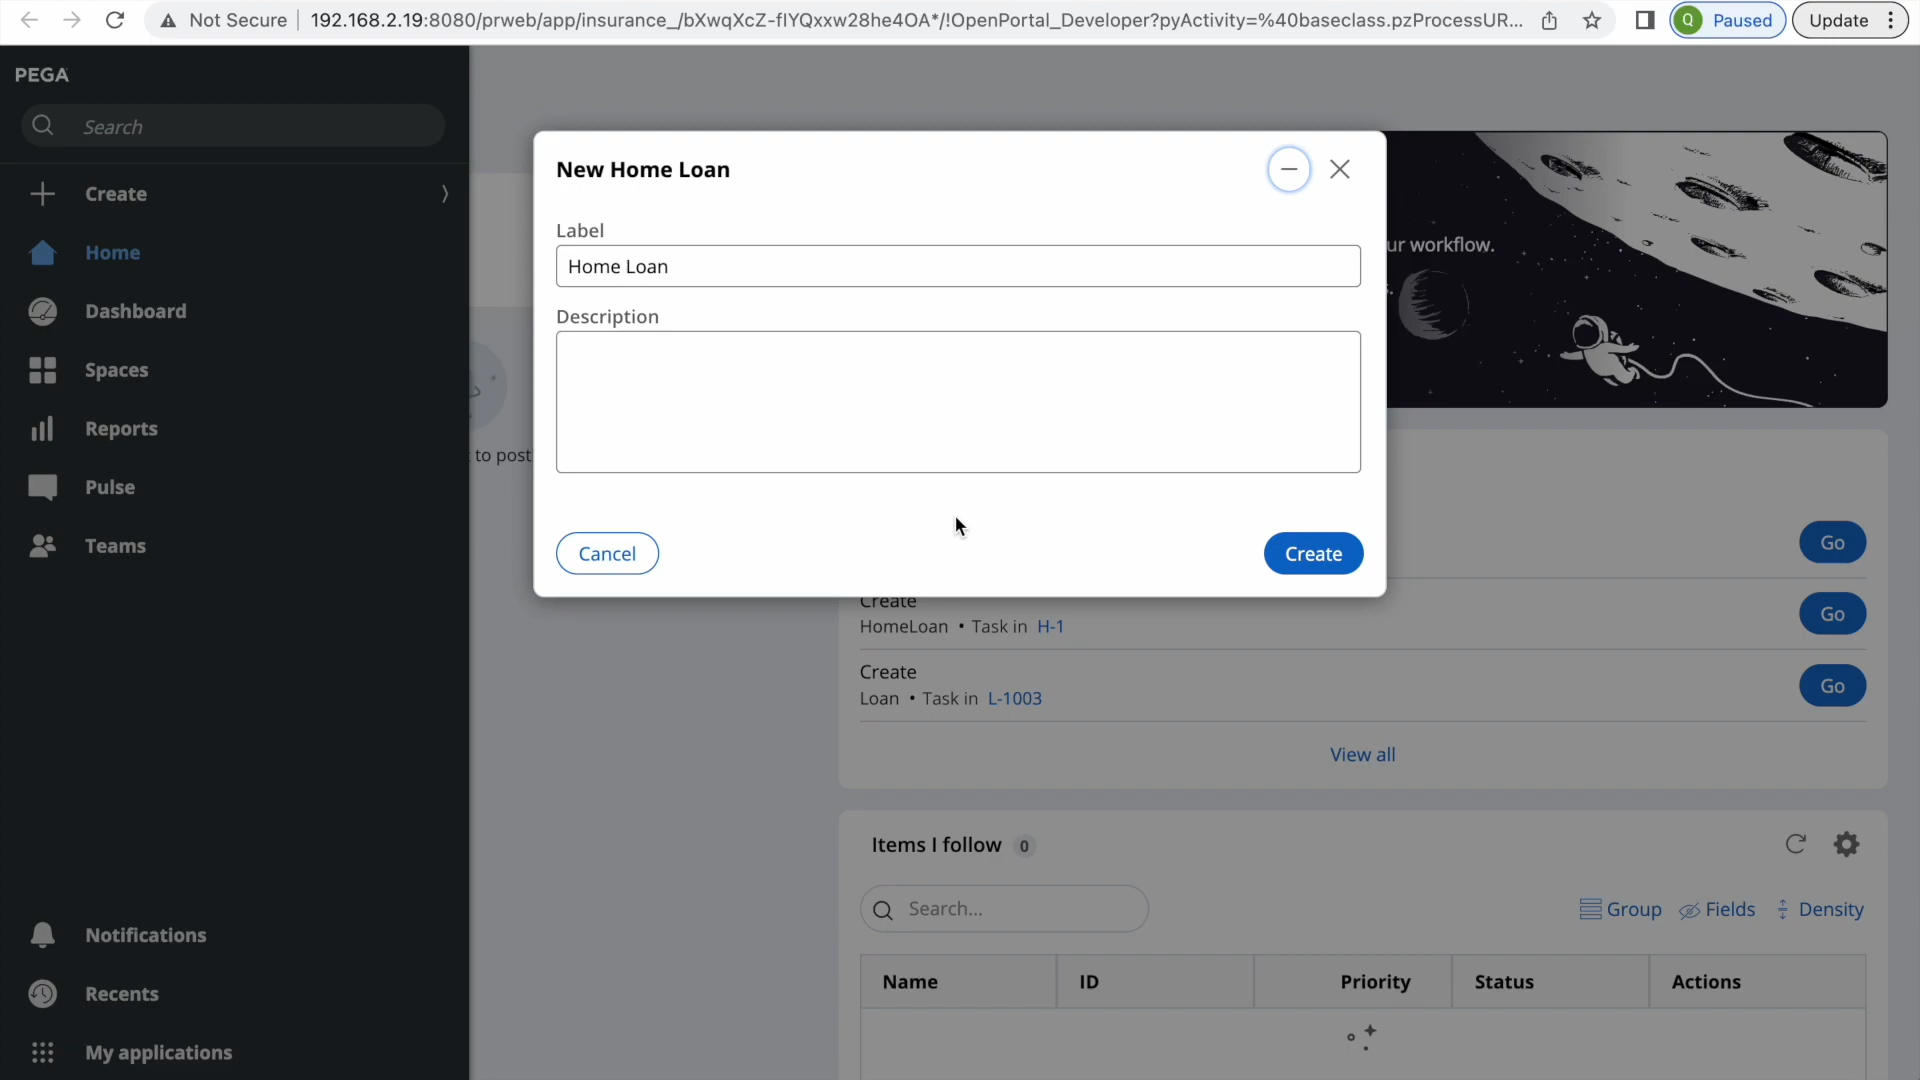 Not Secure
192.168.2.19:8080/prweb/app/insurance_/bXwqXcZ-flYQxxw28he4OA*/!OpenPortal_Developer?pyActivity=%40baseclass.pzProcessUR...
Q Paused
Update
PEGA
Search
Create
Home
Dashboard
Spaces
Reports
Pulse
Teams
Notifications
Recents
My applications
New Home Loan
Label
Home Loan
Description
Cancel
Create
ur workflow.
s.
t to post
Go
Create
HomeLoan • Task in H-1
Go
Create
Loan • Task in L-1003
Go
View all
Items I follow 0
Search...
Group Fields Density
Name ID Priority Status Actions